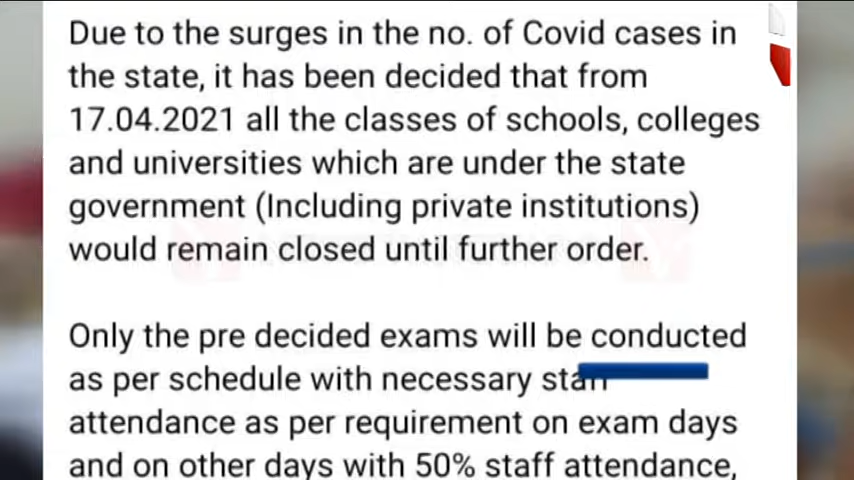 Due to the surges in the no. of Covid cases in
the state, it has been decided that from
17.04.2021 all the classes of schools, colleges
and universities which are under the state
government (Including private institutions)
would remain closed until further order.
Only the pre decided exams will be conducted
as per schedule with necessary staff
attendance as per requirement on exam days
and on other days with 50% staff attendance,